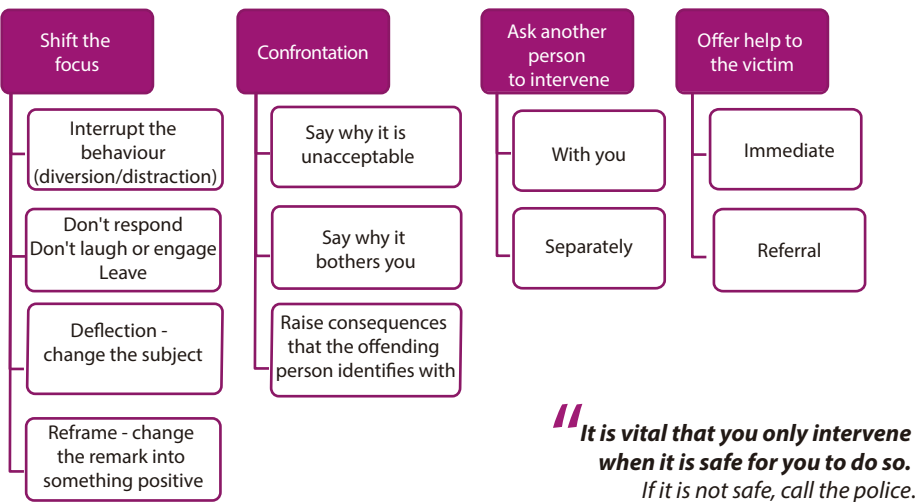 Shift the
focus
Interrupt the
behaviour
(diversion/distraction)
Don't respond
Don't laugh or engage
Leave
Deflection -
change the subject
Reframe - change
the remark into
something positive
Confrontation
Say why it is
unacceptable
Say why it
bothers you
Raise consequences
that the offending
person identifies with
Ask another
person
to intervene
With you
Separately
Offer help to
the victim
Immediate
Referral
"It is vital that you only intervene
when it is safe for you to do so.
If it is not safe, call the police.